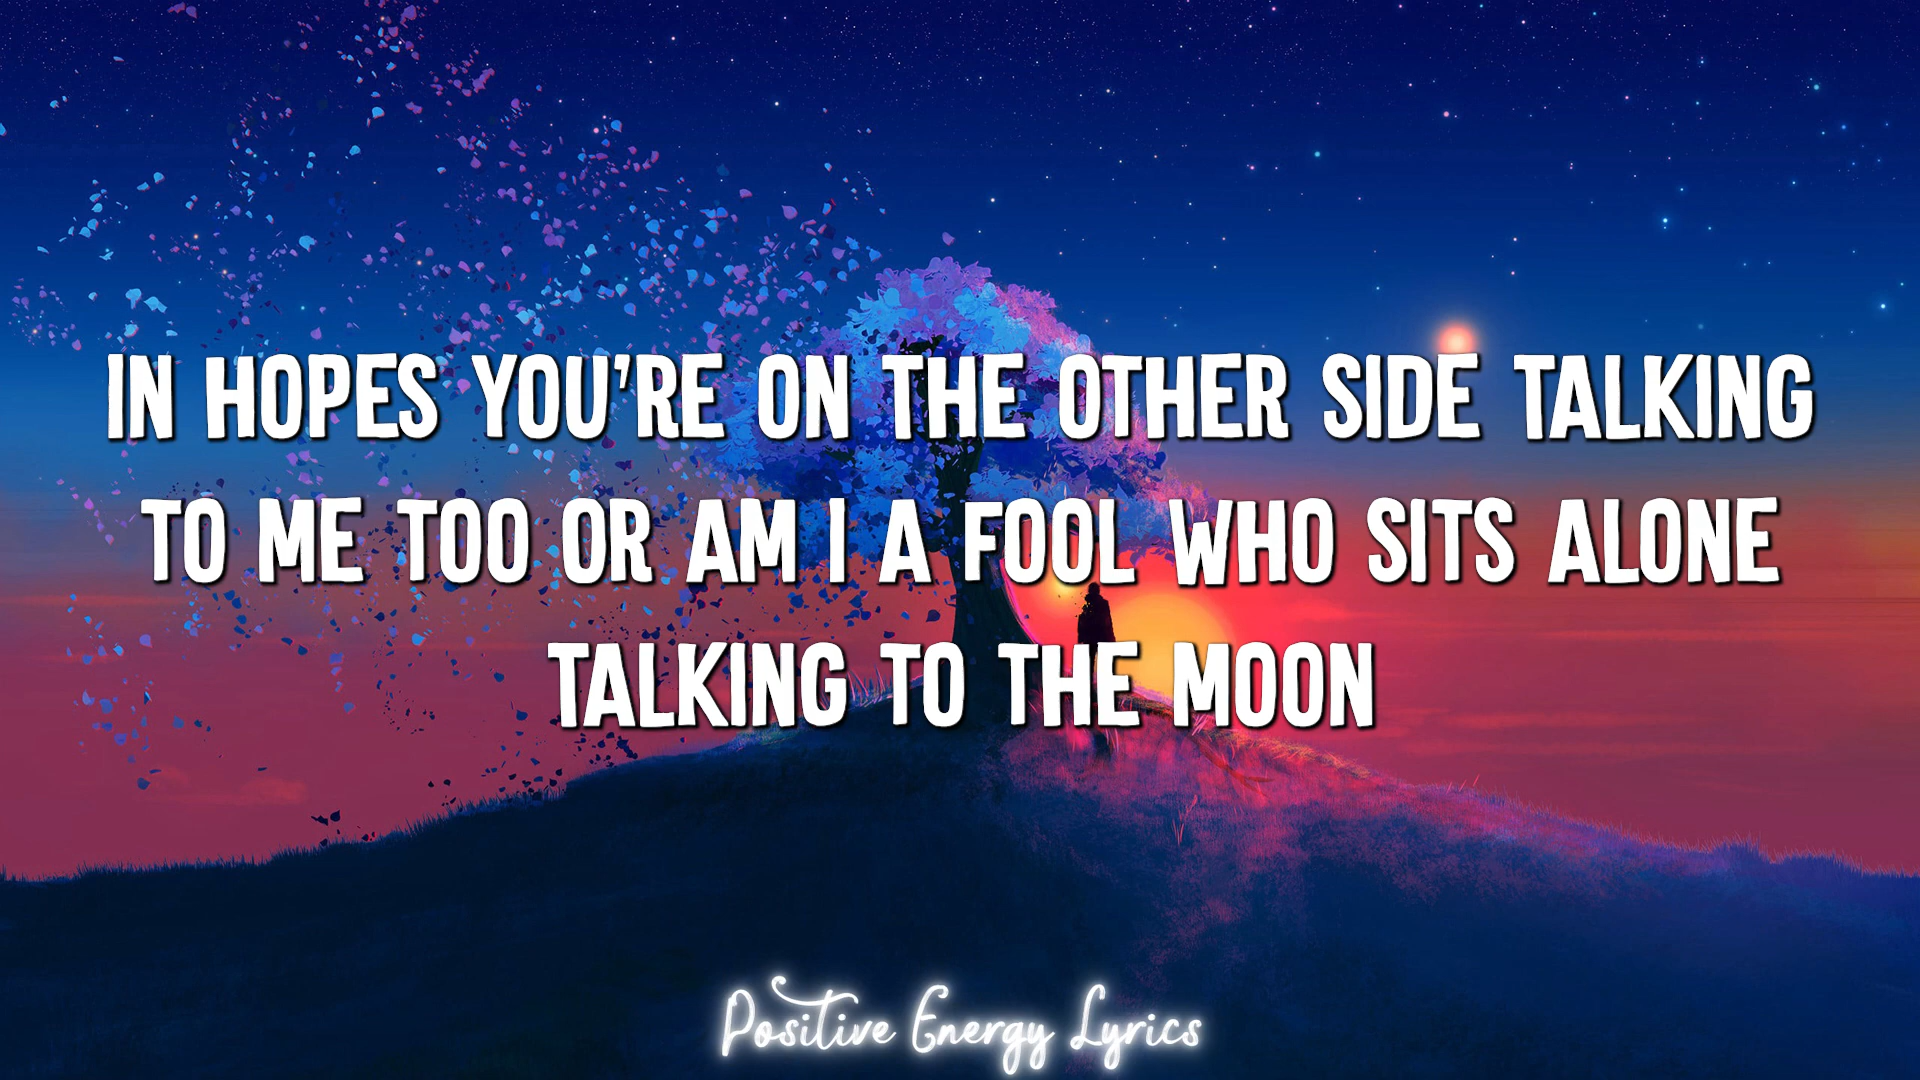 IN HOPES YOU'RE ON THE OTHER SIDE TALKING
TO ME TOO OR AM I A FOOL WHO SITS ALONE
TALKING TO THE MOON
Positive Energy Lyrics